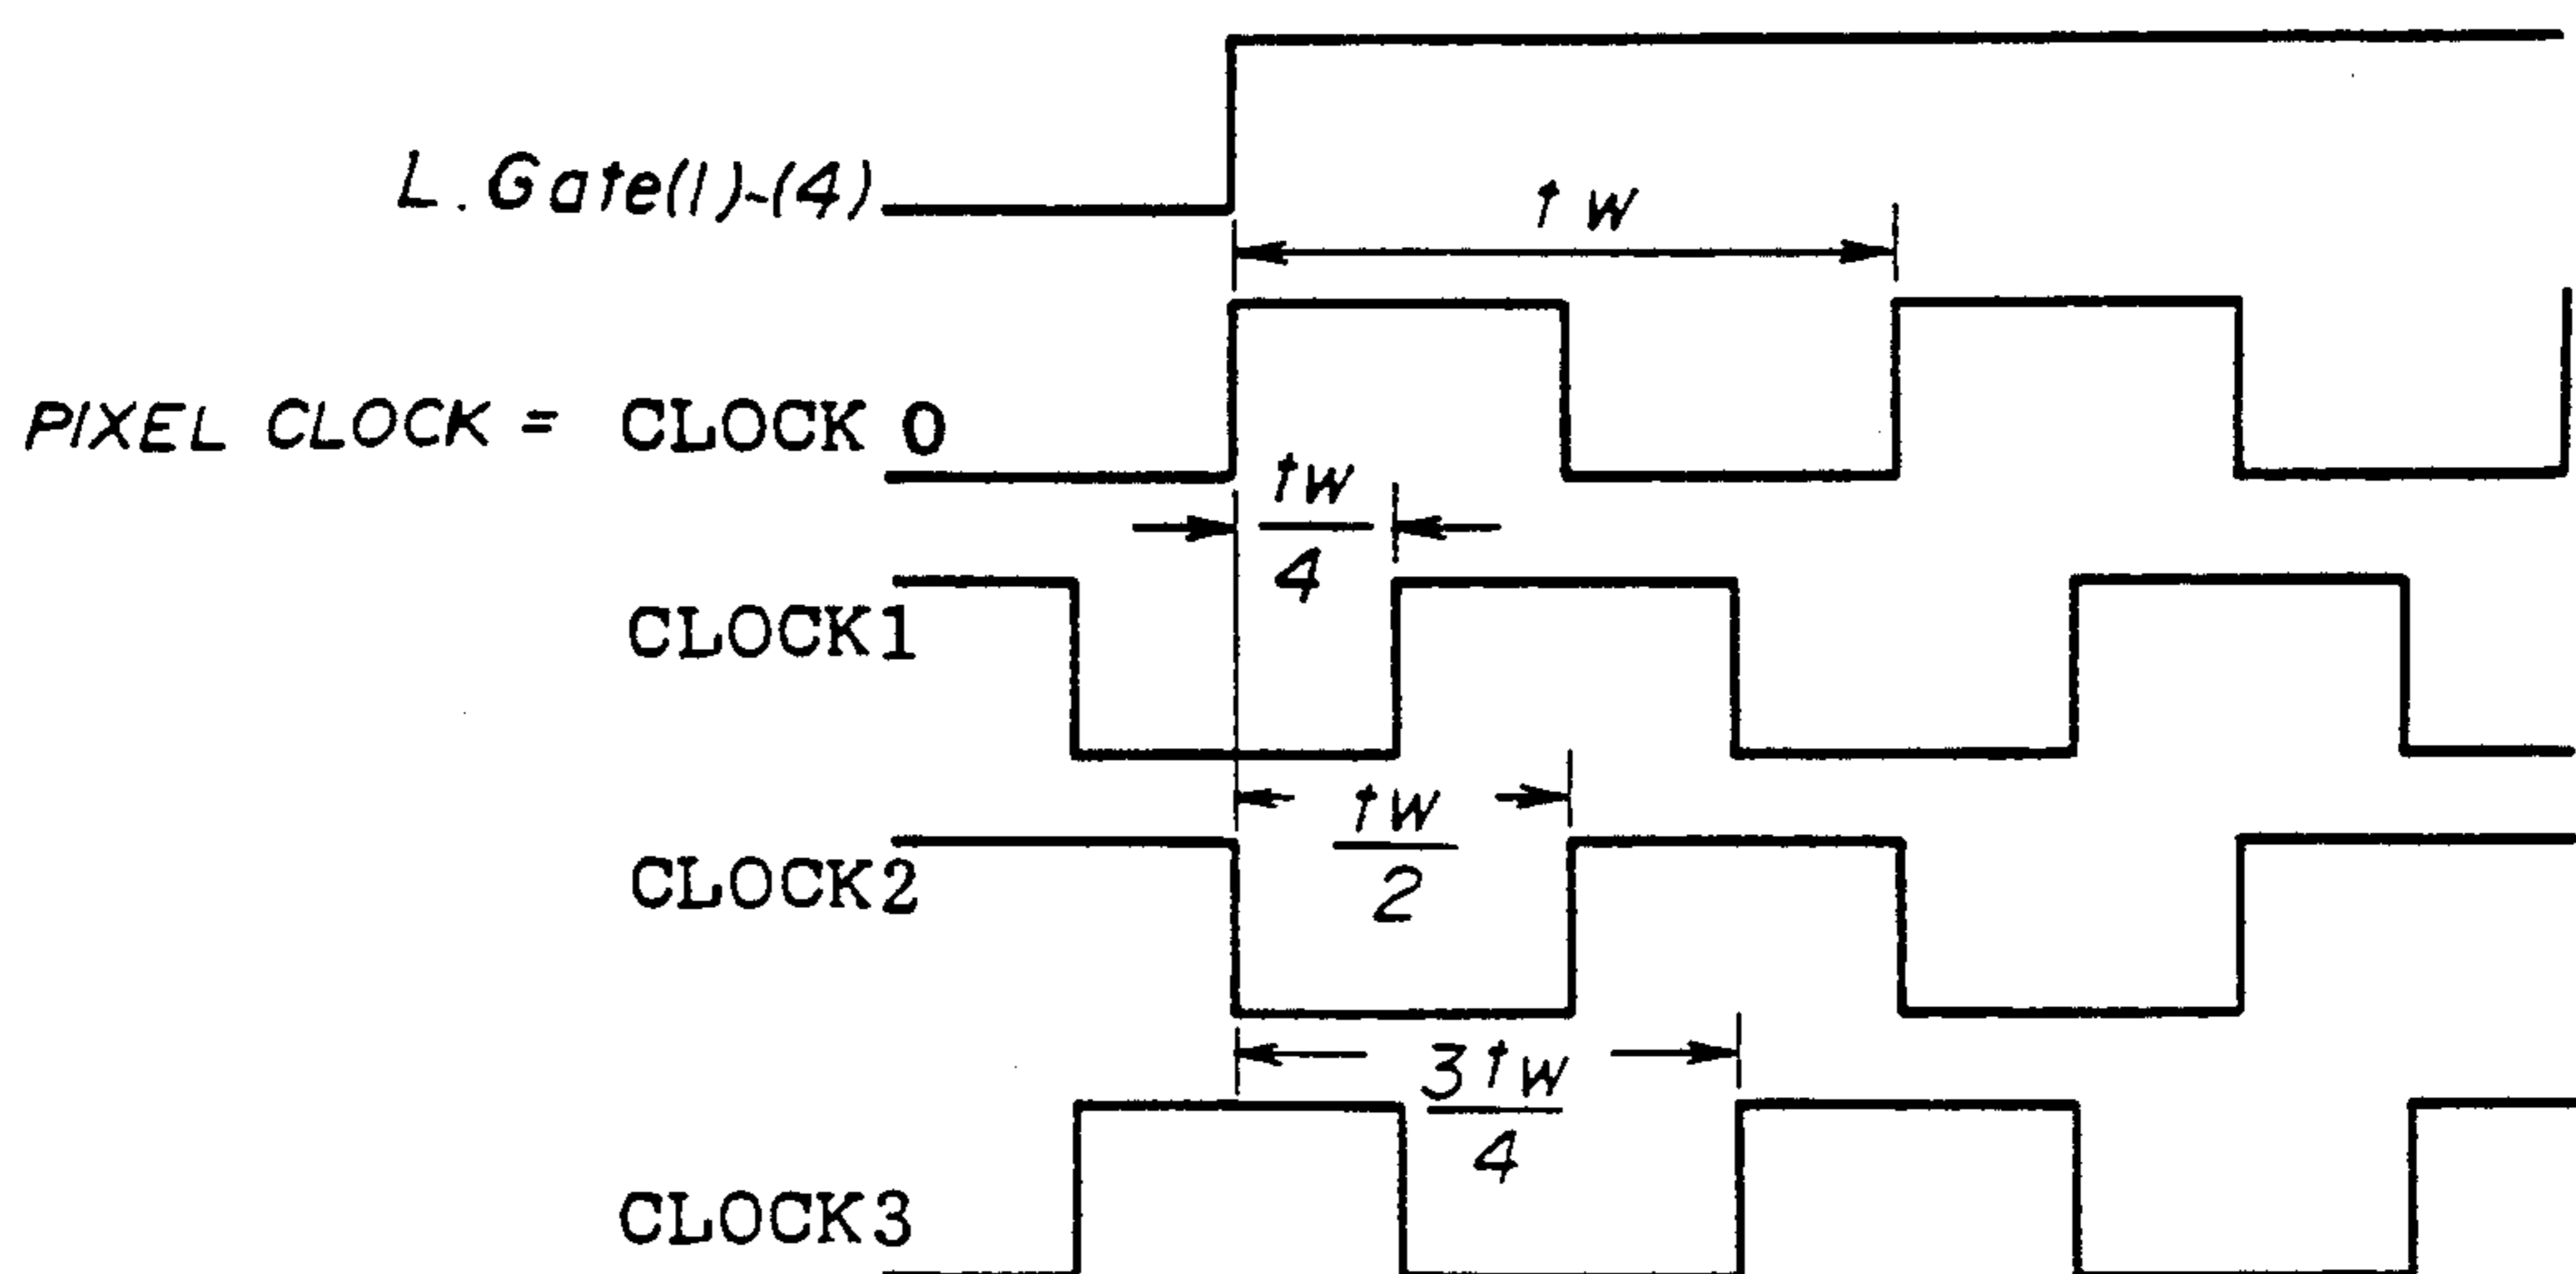 L.Gate(1)~(4)
tw
PIXEL CLOCK = CLOCK 0
tw
4
CLOCK1
tw
2
CLOCK2
3tw
4
CLOCK3